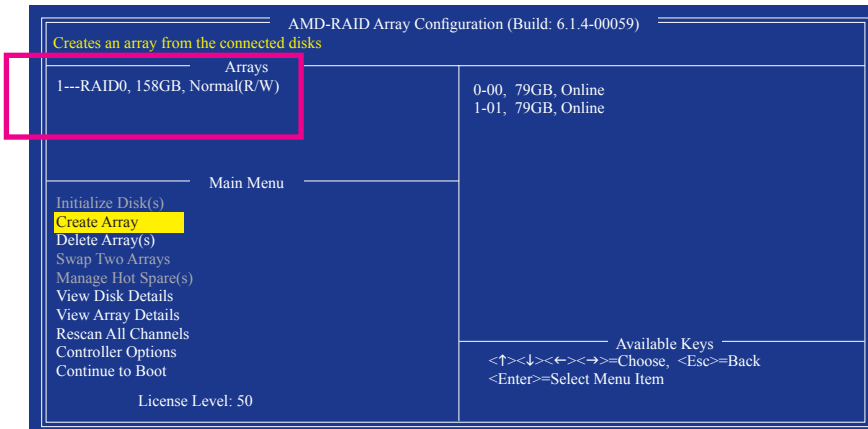 AMD-RAID Array Configuration (Build: 6.1.4-00059)
Creates an array from the connected disks
Arrays
1---RAID0, 158GB, Normal(R/W)
0-00, 79GB, Online
1-01, 79GB, Online
Main Menu
Initialize Disk(s)
Create Array
Delete Array(s)
Swap Two Arrays
Manage Hot Spare(s)
View Disk Details
View Array Details
Rescan All Channels
Controller Options
Continue to Boot
License Level: 50
Available Keys
<↑><↓><←><→>=Choose, <Esc>=Back
<Enter>=Select Menu Item